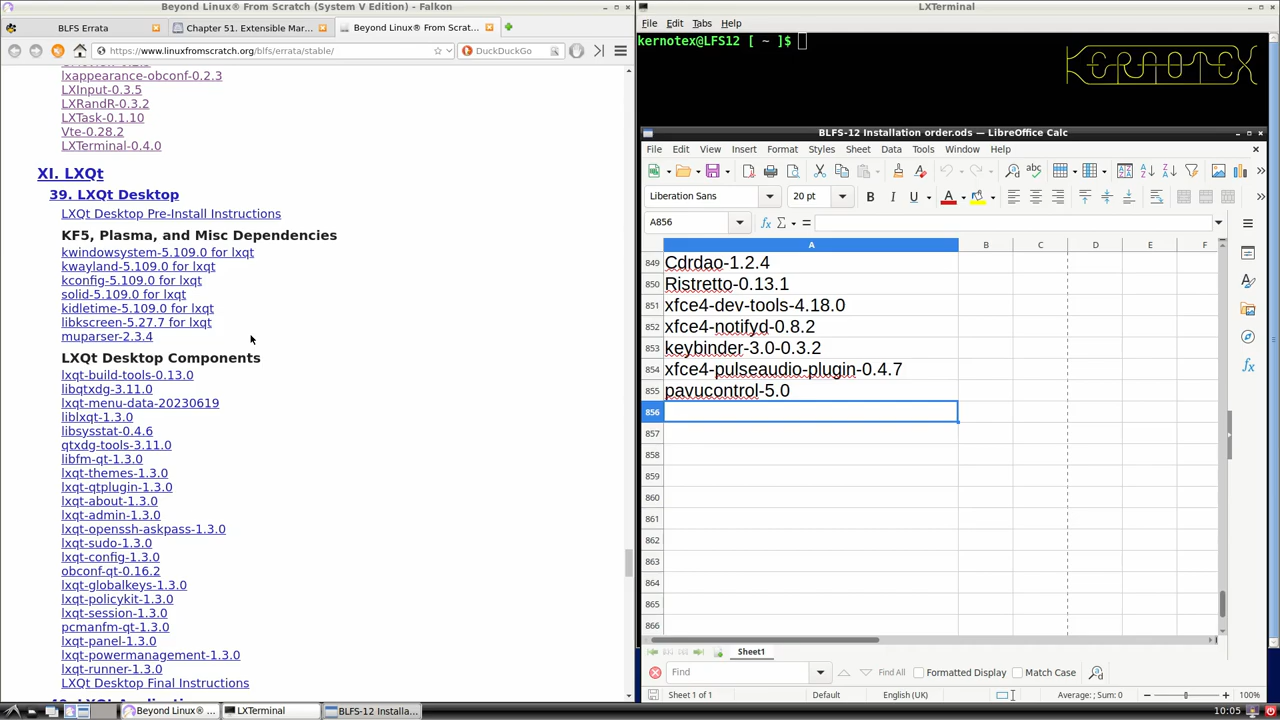 Beyond Linux® From Scratch (System V Edition) - Falkon
BLFS Errata
Chapter 51. Extensible Mar...
Beyond Linux® From Scrat...
https://www.linuxfromscratch.org/blfs/errata/stable/
DuckDuckGo
lxappearance-obconf-0.2.3
LXInput-0.3.5
LXRandR-0.3.2
LXTask-0.1.10
Vte-0.28.2
LXTerminal-0.4.0
XI. LXQt
39. LXQt Desktop
LXQt Desktop Pre-Install Instructions
KF5, Plasma, and Misc Dependencies
kwindowsystem-5.109.0 for lxqt
kwayland-5.109.0 for lxqt
kconfig-5.109.0 for lxqt
solid-5.109.0 for lxqt
kidletime-5.109.0 for lxqt
libkscreen-5.27.7 for lxqt
muparser-2.3.4
LXQt Desktop Components
lxqt-build-tools-0.13.0
libqtxdg-3.11.0
lxqt-menu-data-20230619
liblxqt-1.3.0
libsysstat-0.4.6
qtxdg-tools-3.11.0
libfm-qt-1.3.0
lxqt-themes-1.3.0
lxqt-qtplugin-1.3.0
lxqt-about-1.3.0
lxqt-admin-1.3.0
lxqt-openssh-askpass-1.3.0
lxqt-sudo-1.3.0
lxqt-config-1.3.0
obconf-qt-0.16.2
lxqt-globalkeys-1.3.0
lxqt-policykit-1.3.0
lxqt-session-1.3.0
pcmanfm-qt-1.3.0
lxqt-panel-1.3.0
lxqt-powermanagement-1.3.0
lxqt-runner-1.3.0
LXQt Desktop Final Instructions
LXTerminal
File Edit Tabs Help
kernotex@LFS12 [ ~ ]$
KERNOTEX
BLFS-12 Installation order.ods — LibreOffice Calc
File Edit View Insert Format Styles Sheet Data Tools Window Help
Liberation Sans 20 pt
A856
A B C D E F
849 Cdrdao-1.2.4
850 Ristretto-0.13.1
851 xfce4-dev-tools-4.18.0
852 xfce4-notifyd-0.8.2
853 keybinder-3.0-0.3.2
854 xfce4-pulseaudio-plugin-0.4.7
855 pavucontrol-5.0
856
857
858
859
860
861
862
863
864
865
866
Sheet1
Find Find All Formatted Display Match Case
Sheet 1 of 1 Default English (UK) Average: ; Sum: 0 100%
Beyond Linux® ... LXTerminal BLFS-12 Installa... 10:05